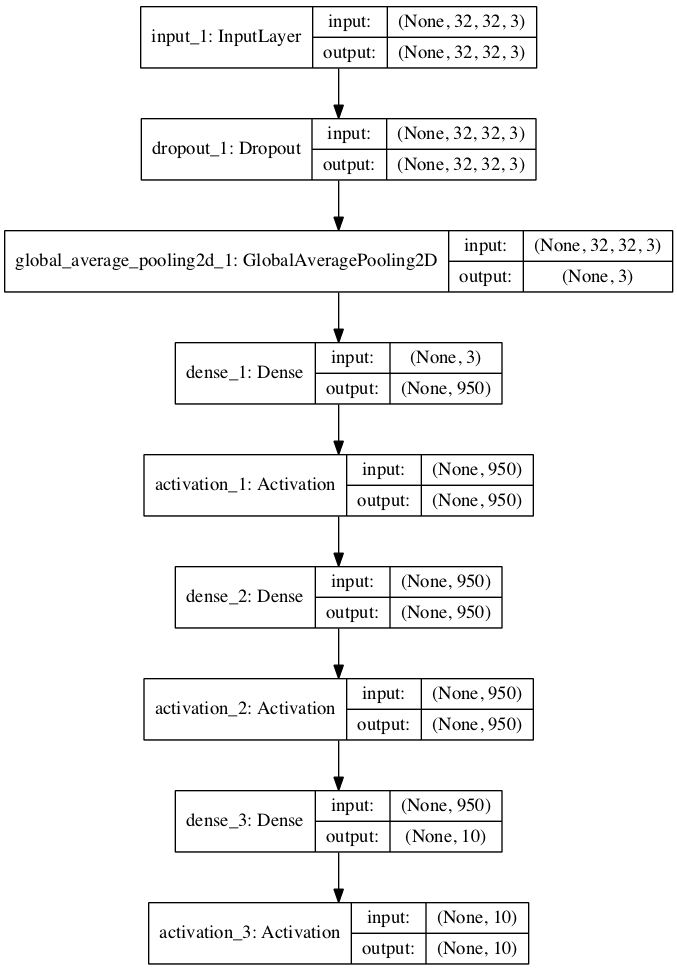 input_1: InputLayer
input: (None, 32, 32, 3)
output: (None, 32, 32, 3)
dropout_1: Dropout
input: (None, 32, 32, 3)
output: (None, 32, 32, 3)
global_average_pooling2d_1: GlobalAveragePooling2D
input: (None, 32, 32, 3)
output: (None, 3)
dense_1: Dense
input: (None, 3)
output: (None, 950)
activation_1: Activation
input: (None, 950)
output: (None, 950)
dense_2: Dense
input: (None, 950)
output: (None, 950)
activation_2: Activation
input: (None, 950)
output: (None, 950)
dense_3: Dense
input: (None, 950)
output: (None, 10)
activation_3: Activation
input: (None, 10)
output: (None, 10)